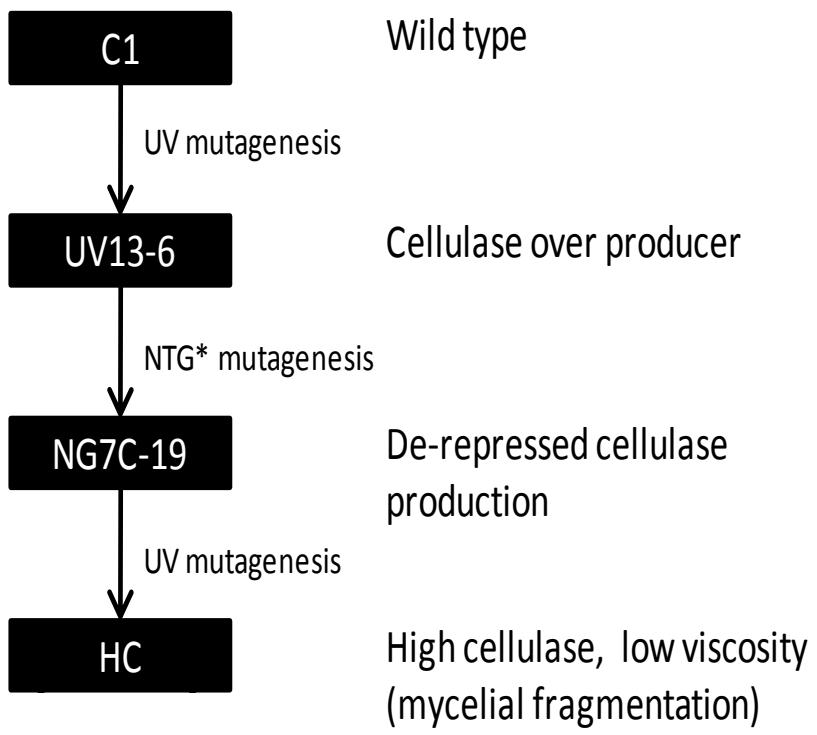 C1
Wild type
UV mutagenesis
UV13-6
Cellulase over producer
NTG* mutagenesis
NG7C-19
De-repressed cellulase
production
UV mutagenesis
HC
High cellulase, low viscosity
(mycelial fragmentation)